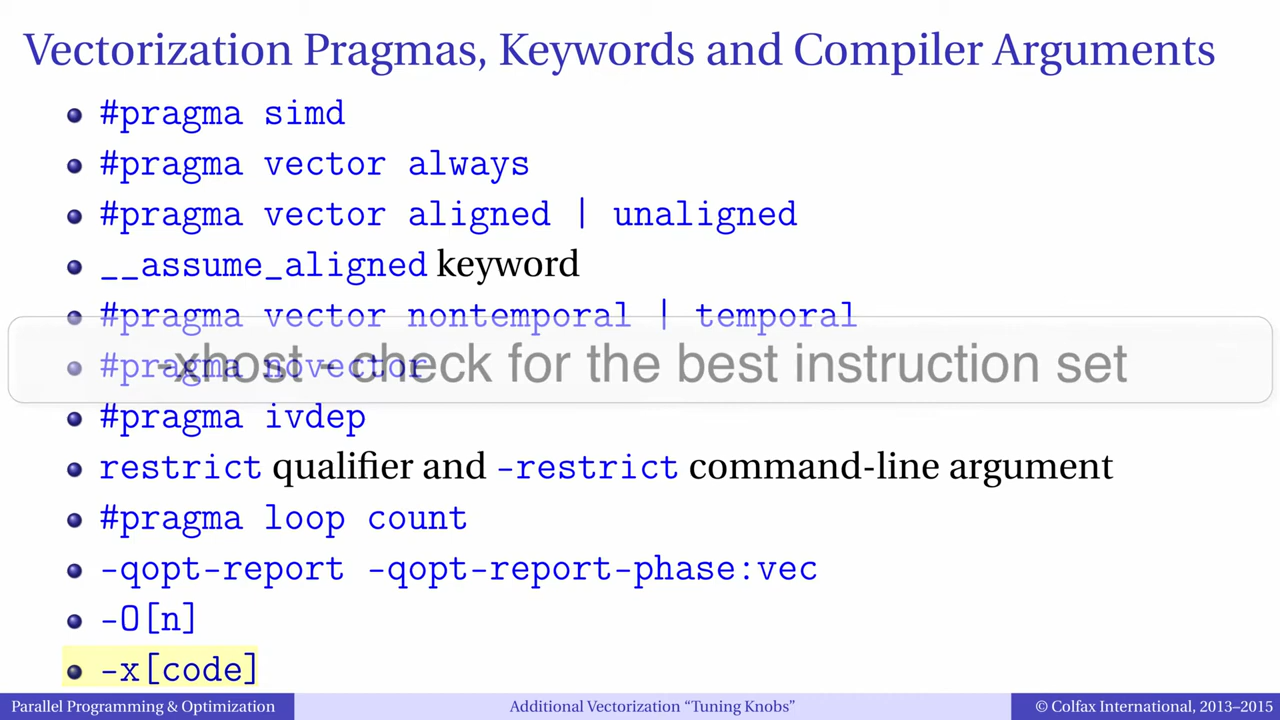 Vectorization Pragmas, Keywords and Compiler Arguments
#pragma simd
#pragma vector always
#pragma vector aligned | unaligned
__assume_aligned keyword
#pragma vector nontemporal | temporal
#pragma novector
-xhost - check for the best instruction set
#pragma ivdep
restrict qualifier and -restrict command-line argument
#pragma loop count
-qopt-report -qopt-report-phase:vec
-O[n]
-x[code]
Parallel Programming & Optimization
Additional Vectorization “Tuning Knobs”
© Colfax International, 2013–2015